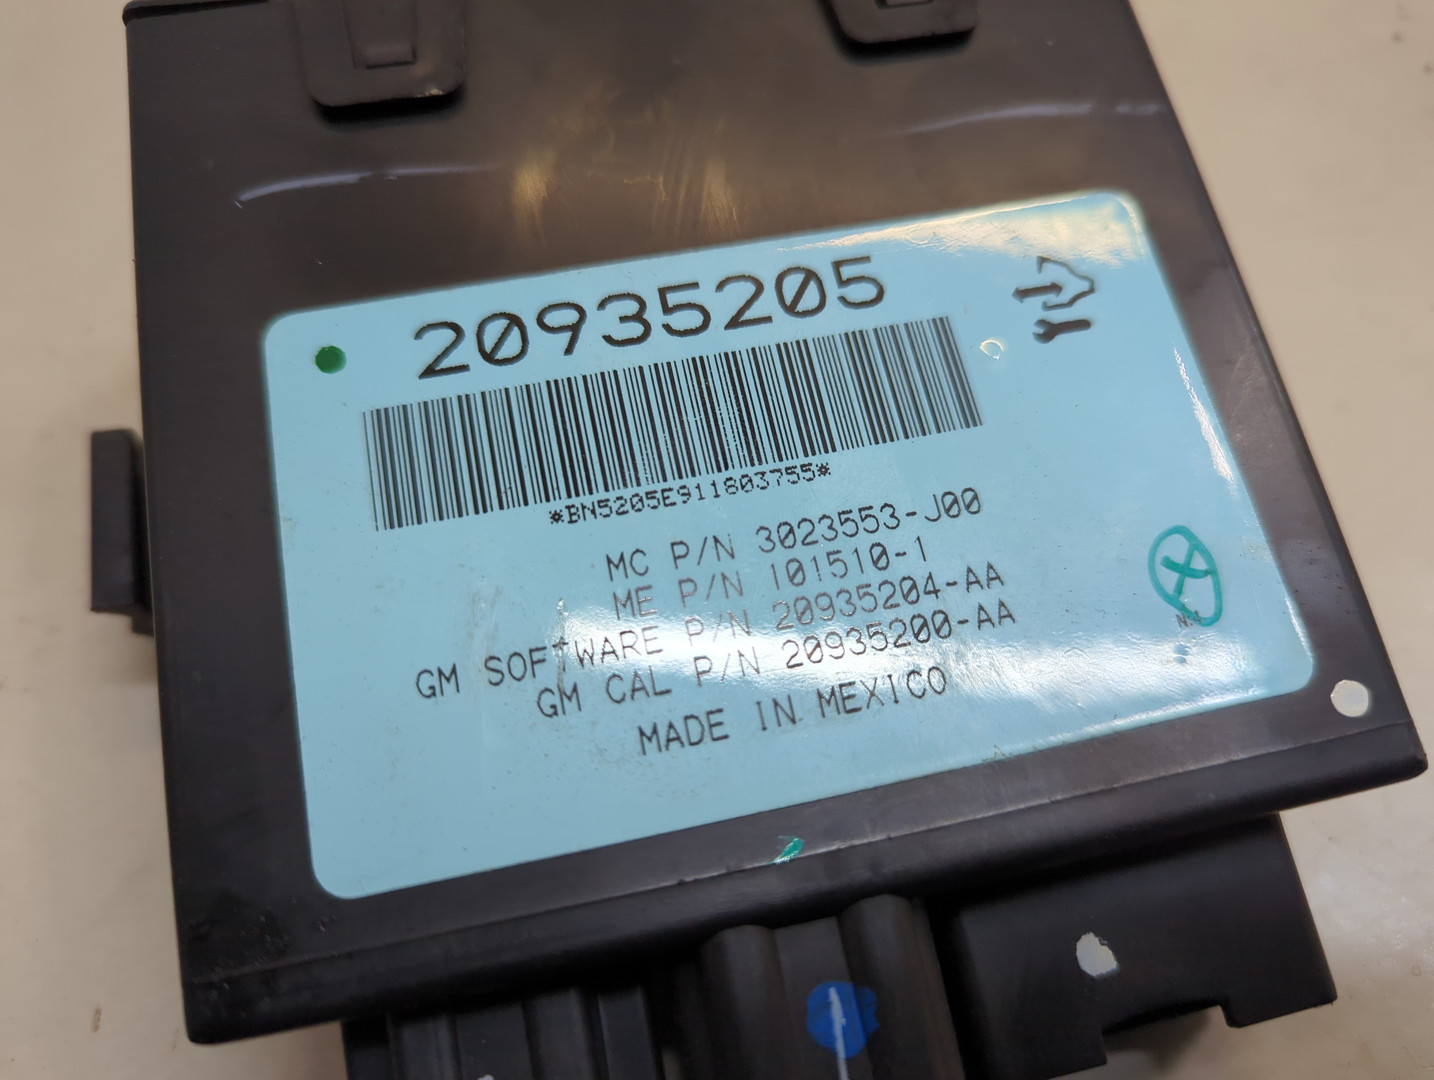 20935205
*BN5205E911803755*
MC P/N 3023553-J00
ME P/N 101510-1
GM SOFTWARE P/N 20935204-AA
GM CAL P/N 20935200-AA
MADE IN MEXICO